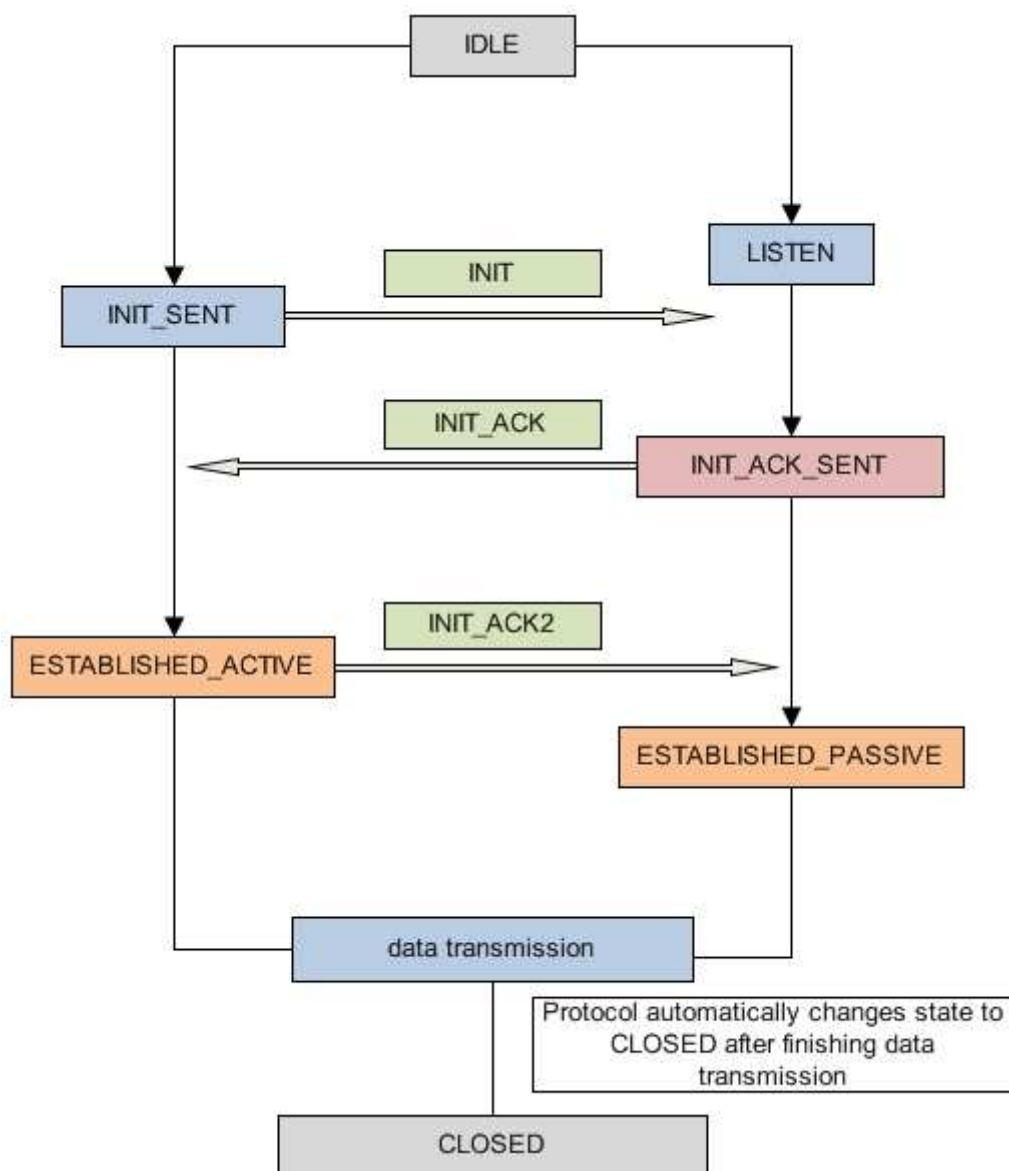 IDLE
LISTEN
INIT
INIT_SENT
INIT_ACK
INIT_ACK_SENT
INIT_ACK2
ESTABLISHED_ACTIVE
ESTABLISHED_PASSIVE
data transmission
Protocol automatically changes state to
CLOSED after finishing data
transmission
CLOSED